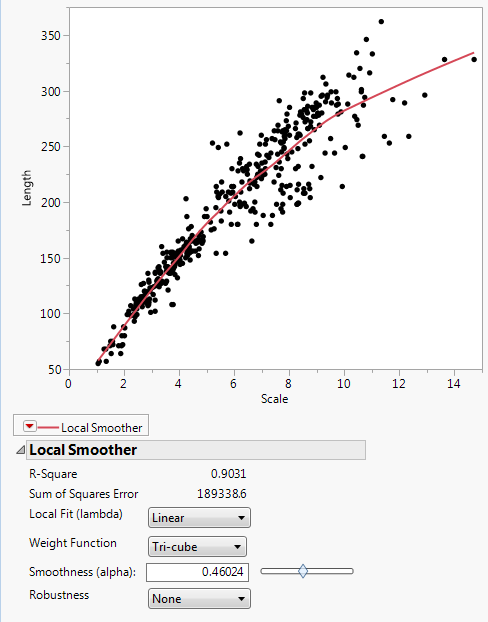 350
300
250
200
150
100
50
Length
0 2 4 6 8 10 12 14
Scale
Local Smoother
Local Smoother
R-Square 0.9031
Sum of Squares Error 189338.6
Local Fit (lambda) Linear
Weight Function Tri-cube
Smoothness (alpha): 0.46024
Robustness None